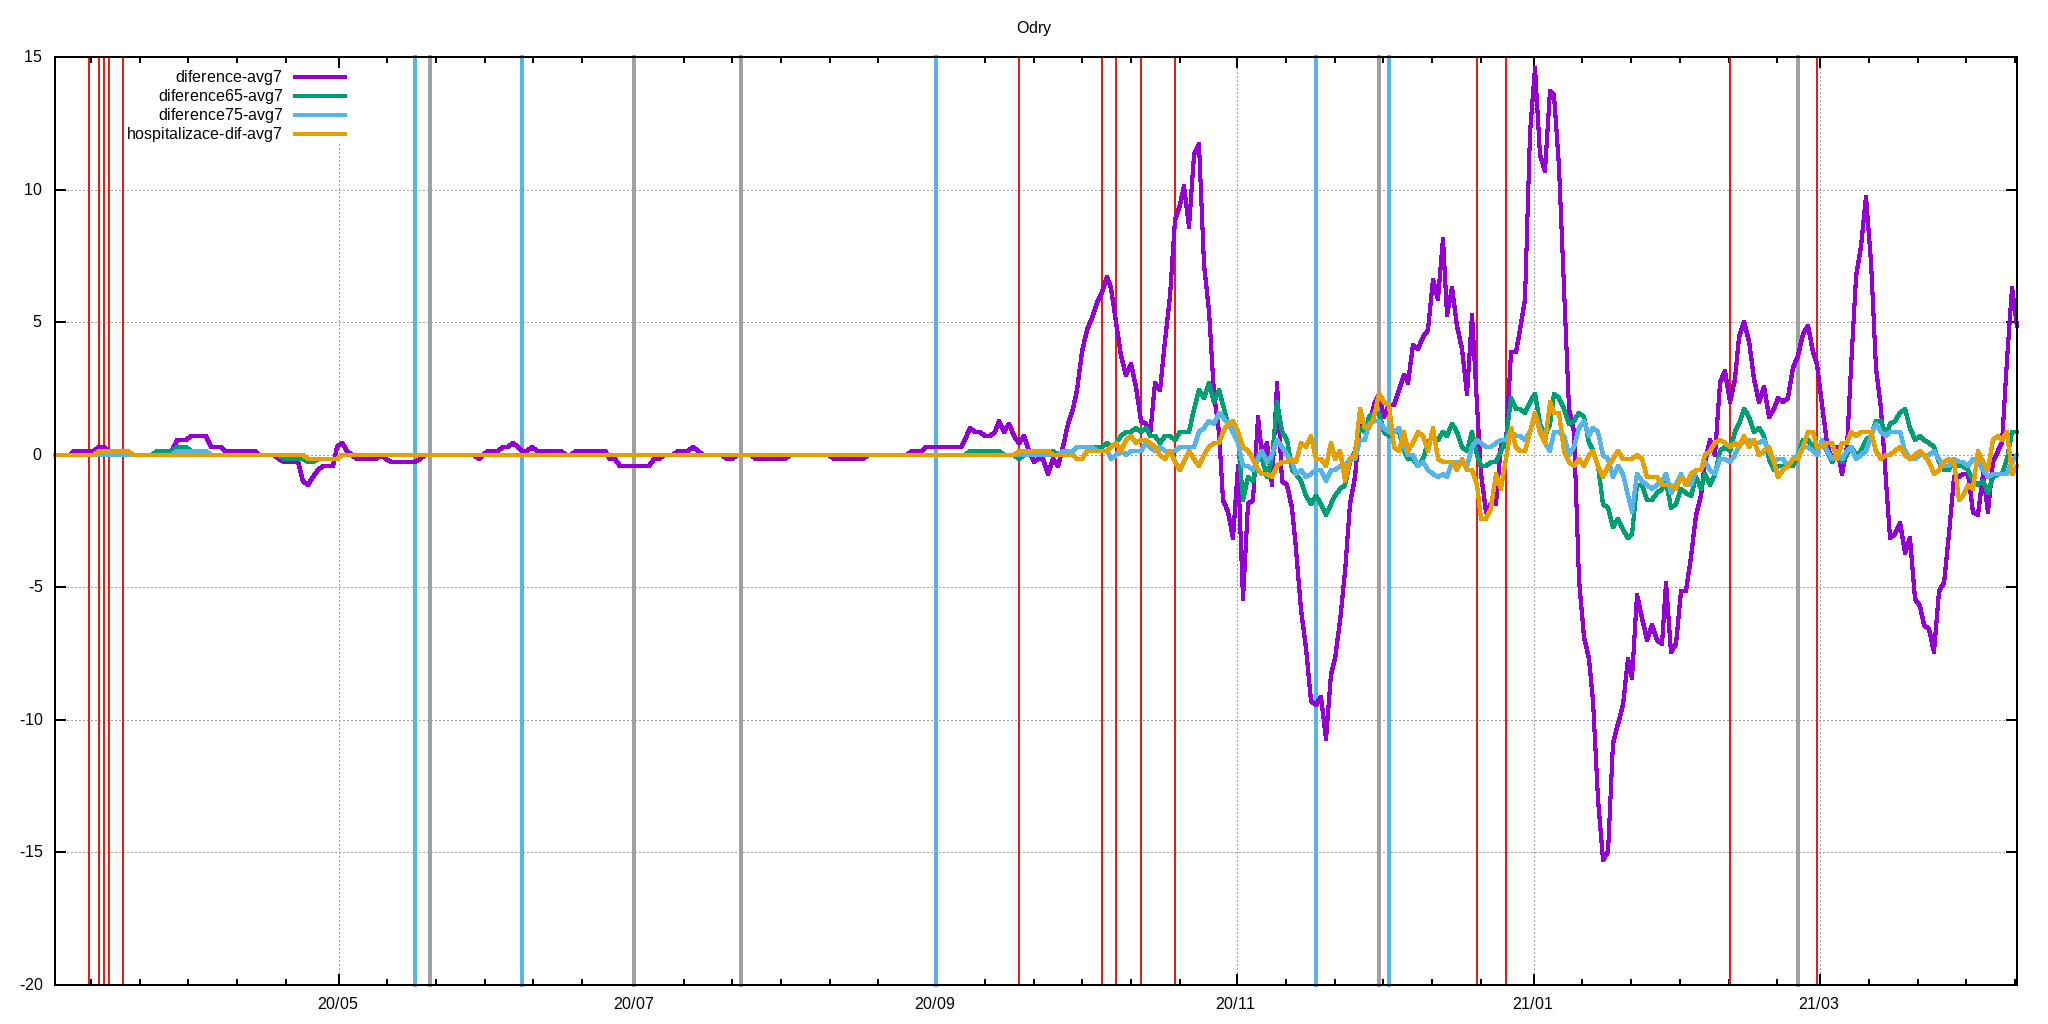 Odry
15
diference-avg7
diference65-avg7
diference75-avg7
hospitalizace-dif-avg7
10
5
0
-5
-10
-15
-20
20/05 20/07 20/09 20/11 21/01 21/03